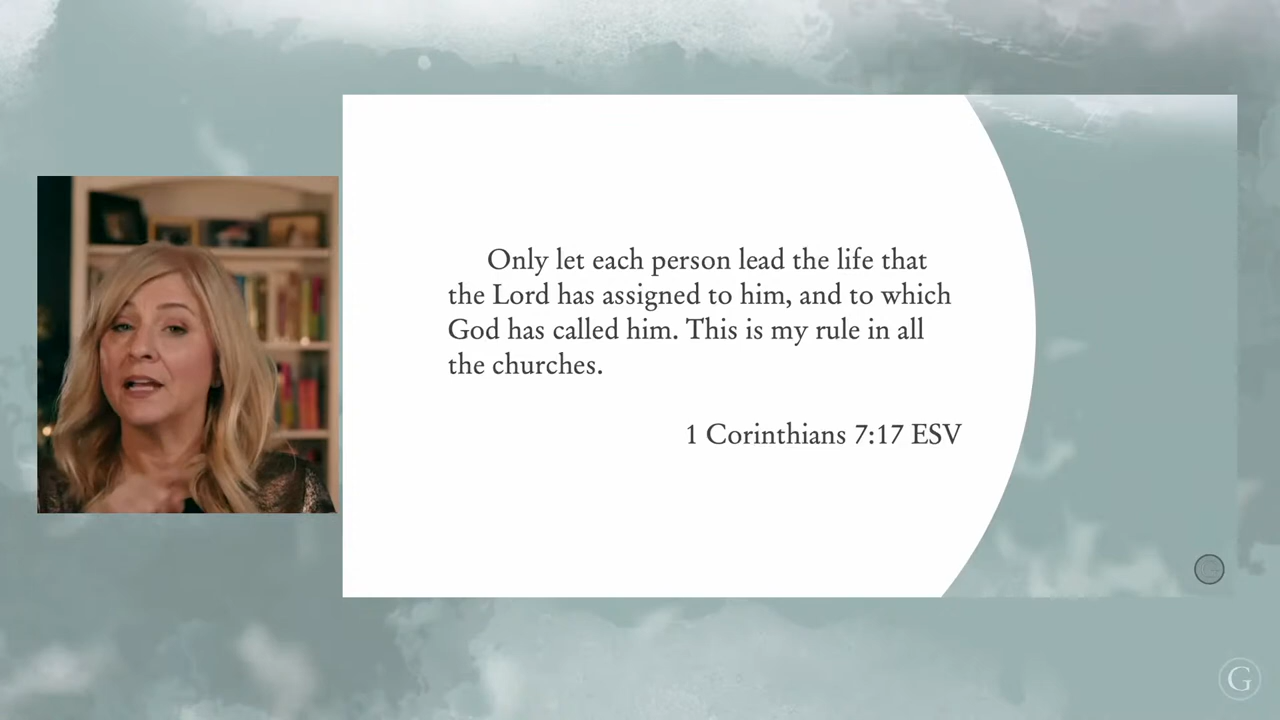 Only let each person lead the life that
the Lord has assigned to him, and to which
God has called him. This is my rule in all
the churches.
1 Corinthians 7:17 ESV
G